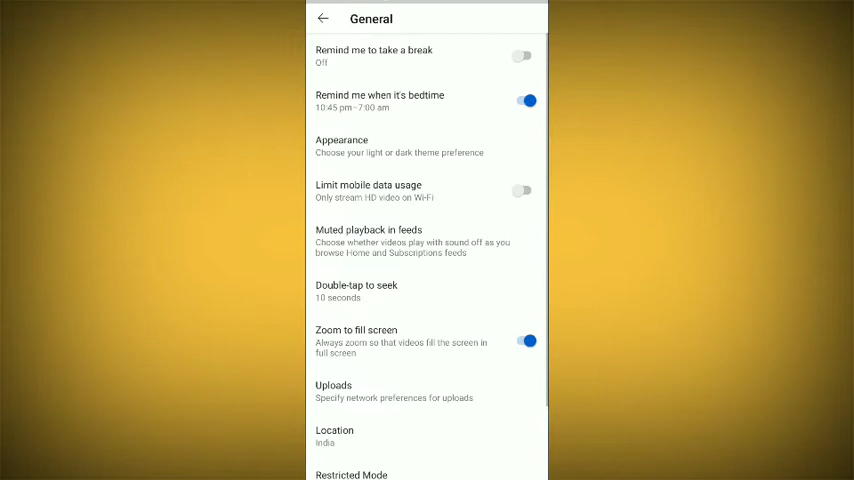 General
Remind me to take a break
Off
Remind me when it's bedtime
10:45 pm–7:00 am
Appearance
Choose your light or dark theme preference
Limit mobile data usage
Only stream HD video on Wi-Fi
Muted playback in feeds
Choose whether videos play with sound off as you
browse Home and Subscriptions feeds
Double-tap to seek
10 seconds
Zoom to fill screen
Always zoom so that videos fill the screen in
full screen
Uploads
Specify network preferences for uploads
Location
India
Restricted Mode